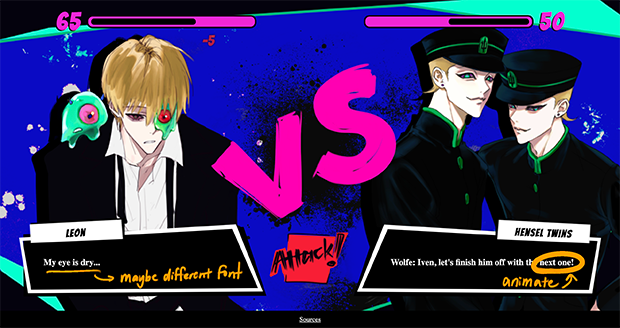 65
50
-5
VS
LEON
My eye is dry...
maybe different font
Attack!
HENSEL TWINS
Wolfe: Iven, let's finish him off with the next one!
animate
Sources